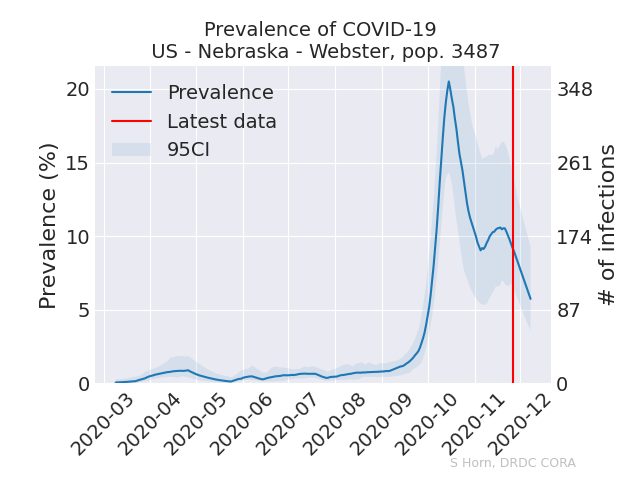 Prevalence of COVID-19
US - Nebraska - Webster, pop. 3487
Prevalence
Latest data
95CI
Prevalence (%)
20
15
10
5
0
348
261
174
87
0
# of infections
2020-03
2020-04
2020-05
2020-06
2020-07
2020-08
2020-09
2020-10
2020-11
2020-12
S Horn, DRDC CORA